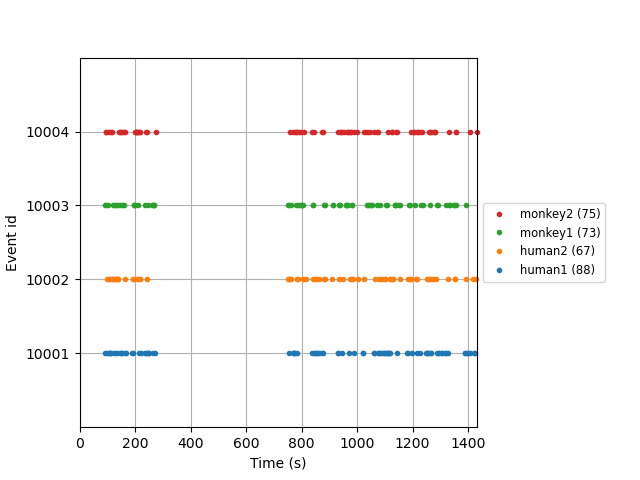 10004
10003
10002
10001
Event id
0 200 400 600 800 1000 1200 1400
Time (s)
monkey2 (75)
monkey1 (73)
human2 (67)
human1 (88)